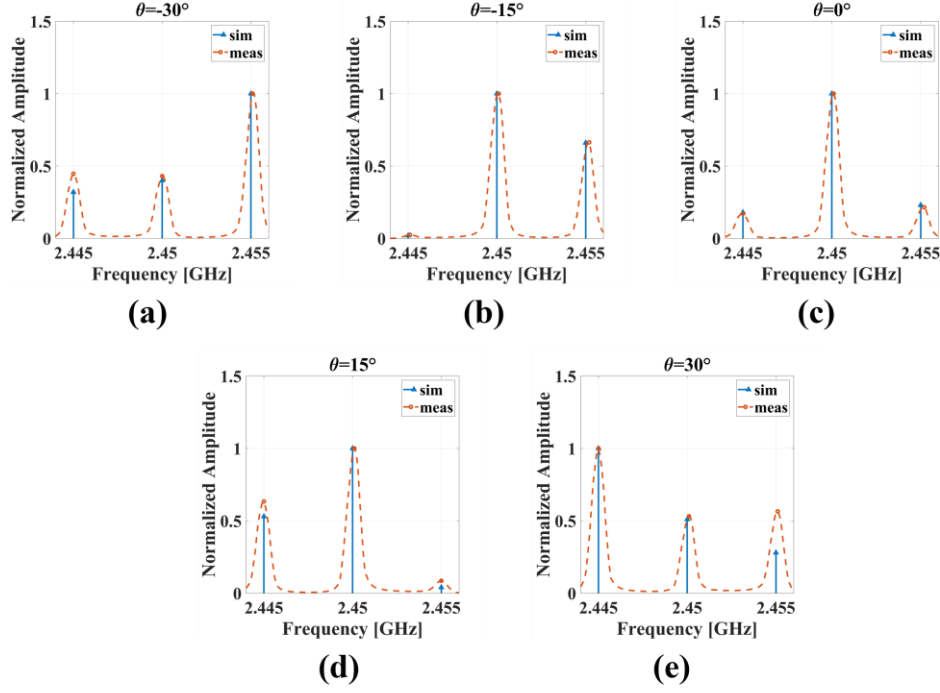 θ=-30°
1.5
1
0.5
0
Normalized Amplitude
sim
meas
2.445 2.45 2.455
Frequency [GHz]
(a)
θ=-15°
1.5
1
0.5
0
Normalized Amplitude
sim
meas
2.445 2.45 2.455
Frequency [GHz]
(b)
θ=0°
1.5
1
0.5
0
Normalized Amplitude
sim
meas
2.445 2.45 2.455
Frequency [GHz]
(c)
θ=15°
1.5
1
0.5
0
Normalized Amplitude
sim
meas
2.445 2.45 2.455
Frequency [GHz]
(d)
θ=30°
1.5
1
0.5
0
Normalized Amplitude
sim
meas
2.445 2.45 2.455
Frequency [GHz]
(e)